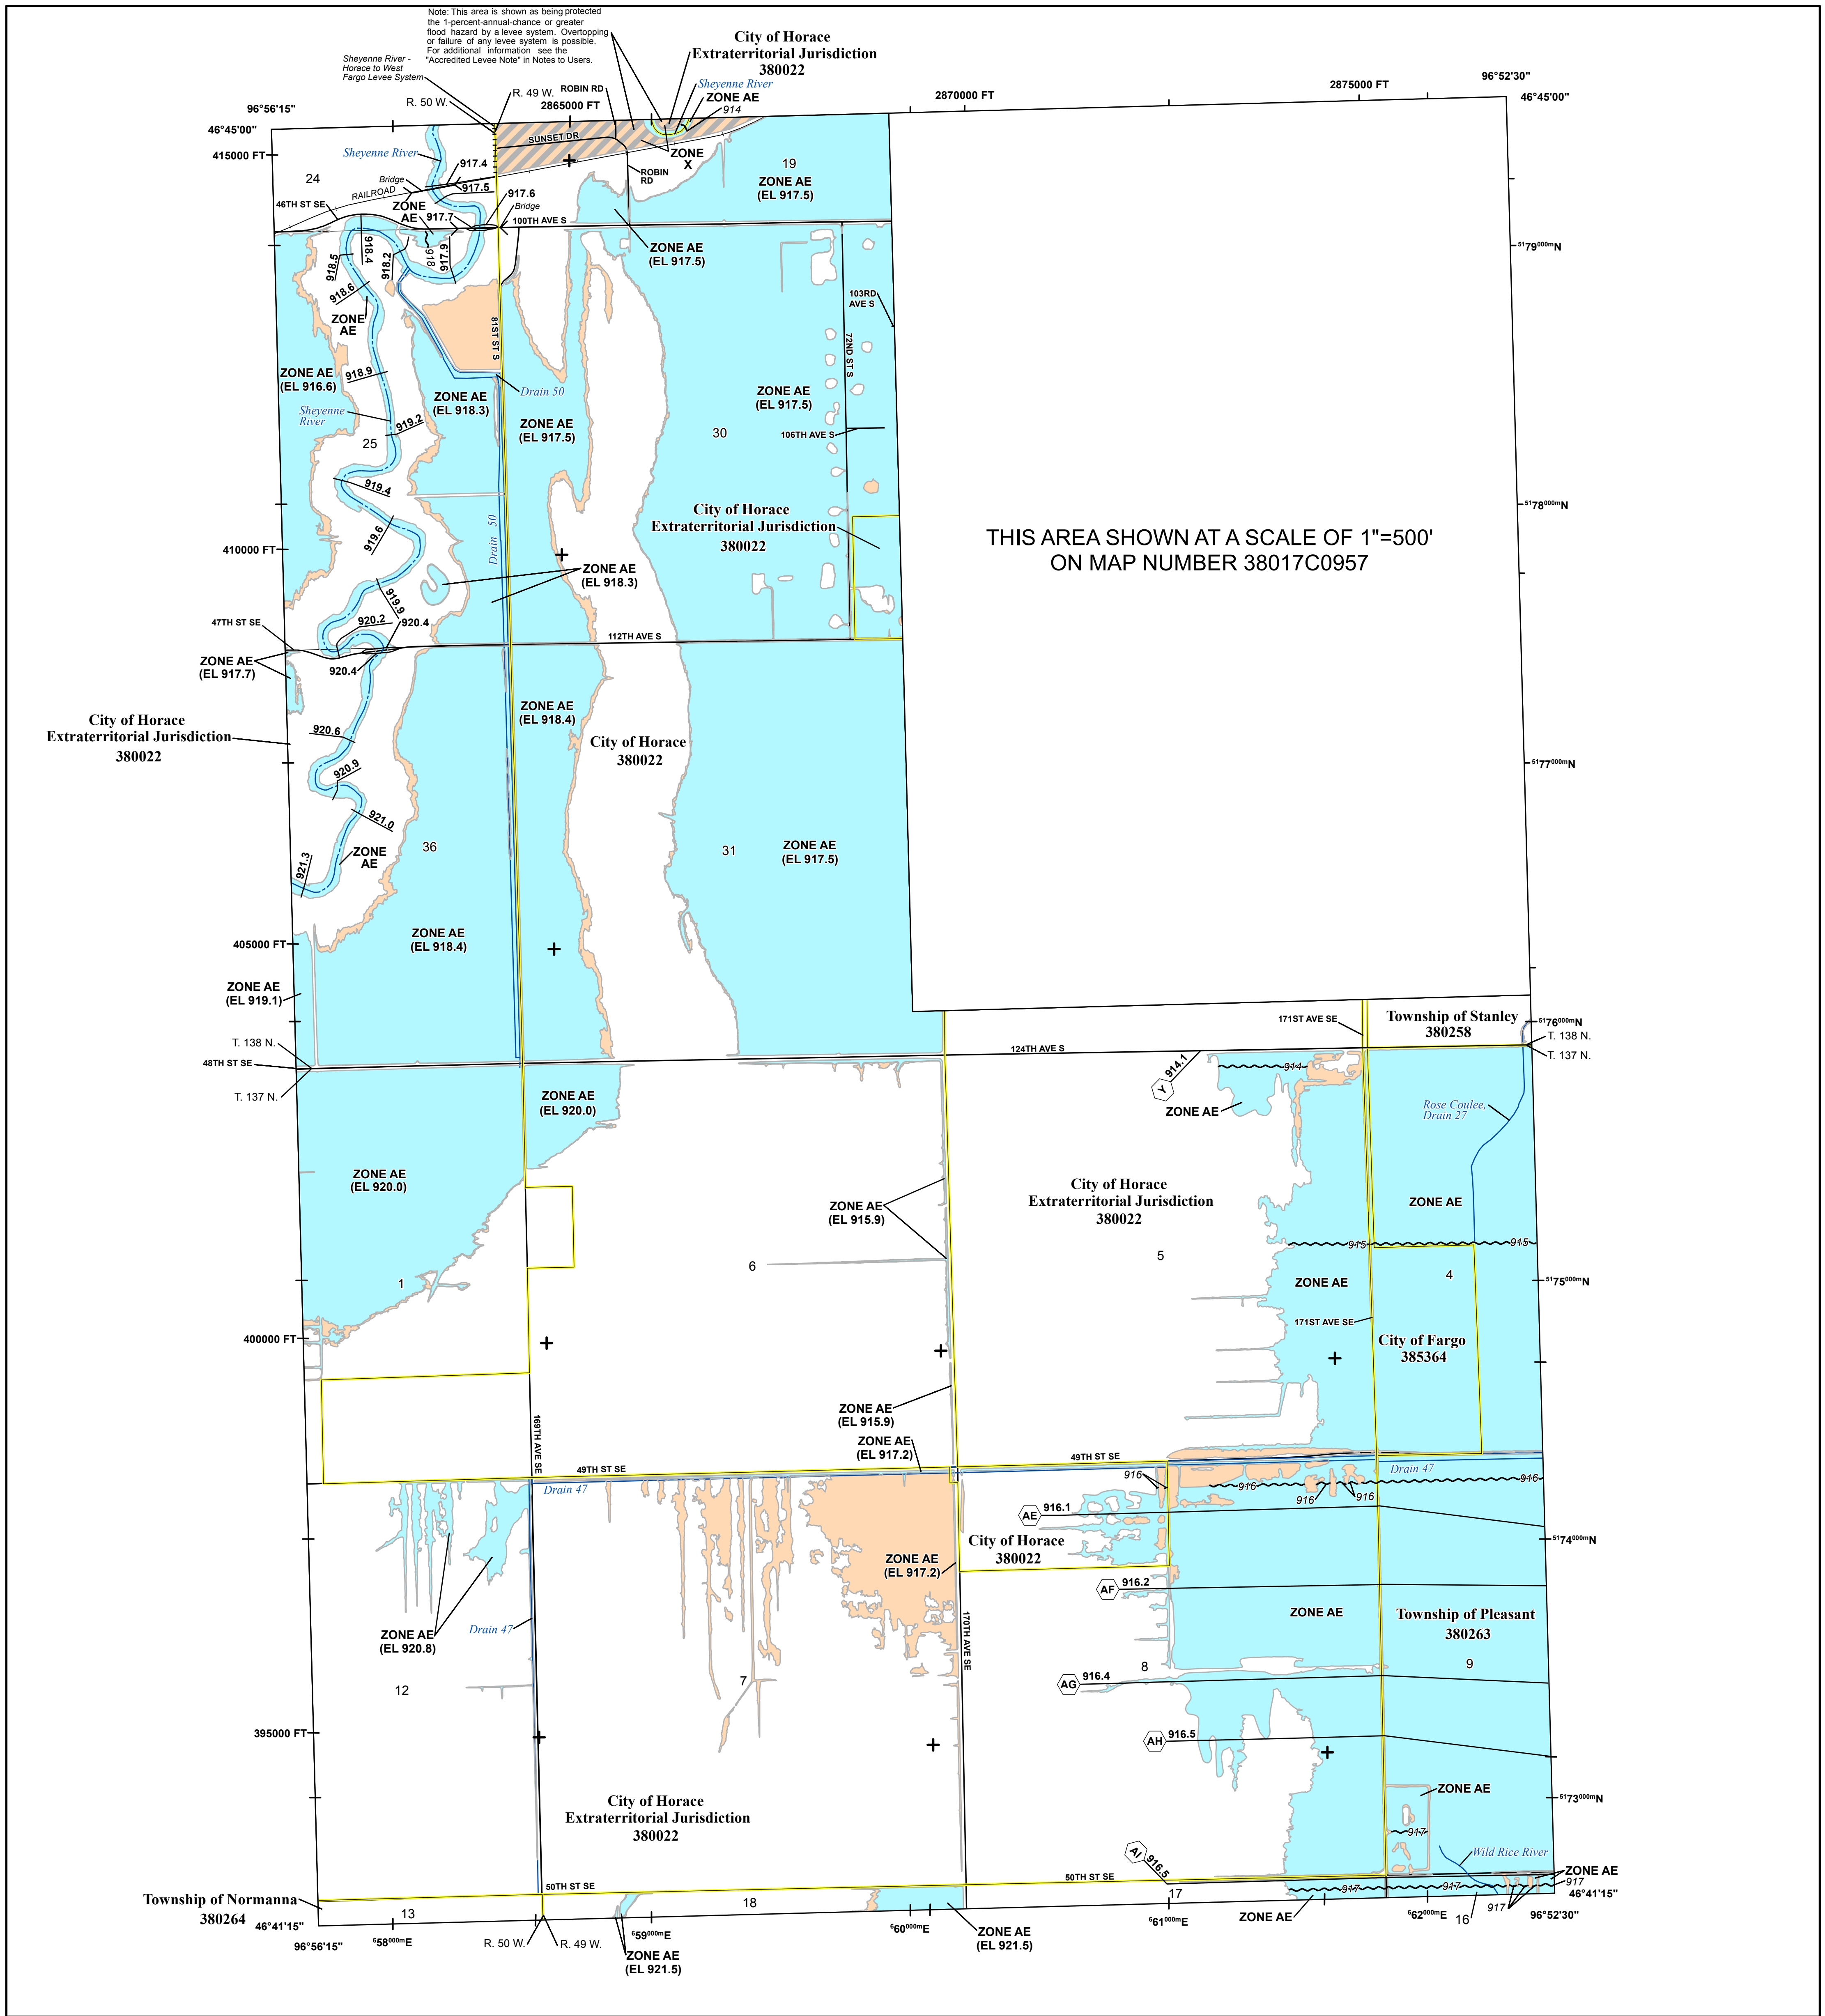 Note: This area is shown as being protected
the 1-percent-annual-chance or greater
flood hazard by a levee system. Overtopping
or failure of any levee system is possible.
For additional information see the
"Accredited Levee Note" in Notes to Users.
Sheyenne River -
Horace to West
Fargo Levee System
City of Horace
Extraterritorial Jurisdiction
380022
Sheyenne River
ZONE AE
914
R. 50 W.
R. 49 W.
ROBIN RD
2865000 FT
2870000 FT
2875000 FT
96°52'30"
46°45'00"
96°56'15"
46°45'00"
415000 FT
Sheyenne River
SUNSET DR
ZONE
X
ROBIN
RD
19
ZONE AE
(EL 917.5)
24
917.4
Bridge
917.5
RAILROAD
917.6
Bridge
46TH ST SE
ZONE
AE
917.7
100TH AVE S
918
917.9
918.4
918.5
918.2
918.6
ZONE
AE
ZONE AE
(EL 917.5)
5179000mN
103RD
AVE S
81ST ST S
72ND ST S
ZONE AE
(EL 916.6)
918.9
ZONE AE
(EL 918.3)
Drain 50
ZONE AE
(EL 917.5)
ZONE AE
(EL 917.5)
Sheyenne
River
919.2
25
30
106TH AVE S
919.4
919.6
Drain 50
City of Horace
Extraterritorial Jurisdiction
380022
5178000mN
THIS AREA SHOWN AT A SCALE OF 1"=500'
ON MAP NUMBER 38017C0957
410000 FT
ZONE AE
(EL 918.3)
919.9
920.2
920.4
47TH ST SE
112TH AVE S
ZONE AE
(EL 917.7)
920.4
City of Horace
Extraterritorial Jurisdiction
380022
920.6
ZONE AE
(EL 918.4)
City of Horace
380022
920.9
5177000mN
921.0
ZONE
AE
36
31
ZONE AE
(EL 917.5)
921.3
ZONE AE
(EL 918.4)
405000 FT
ZONE AE
(EL 919.1)
171ST AVE SE
Township of Stanley
380258
5176000mN
T. 138 N.
T. 137 N.
T. 138 N.
48TH ST SE
T. 137 N.
124TH AVE S
914.1
Y
914
ZONE AE
Rose Coulee,
Drain 27
ZONE AE
(EL 920.0)
ZONE AE
(EL 920.0)
City of Horace
Extraterritorial Jurisdiction
380022
ZONE AE
ZONE AE
(EL 915.9)
915
915
5
6
1
ZONE AE
4
5175000mN
171ST AVE SE
City of Fargo
385364
400000 FT
ZONE AE
(EL 915.9)
169TH AVE SE
ZONE AE
(EL 917.2)
49TH ST SE
49TH ST SE
Drain 47
Drain 47
916
916
916
916
916
AE
916.1
City of Horace
380022
5174000mN
ZONE AE
(EL 917.2)
AF
916.2
ZONE AE
Township of Pleasant
380263
Drain 47
ZONE AE
(EL 920.8)
170TH AVE SE
8
9
12
7
AG
916.4
395000 FT
AH
916.5
ZONE AE
5173000mN
City of Horace
Extraterritorial Jurisdiction
380022
917
AI
916.5
Wild Rice River
50TH ST SE
50TH ST SE
ZONE AE
917
917
917
917
46°41'15"
Township of Normanna
380264
46°41'15"
13
18
17
16
ZONE AE
96°56'15"
658000mE
R. 50 W.
R. 49 W.
659000mE
ZONE AE
(EL 921.5)
660000mE
ZONE AE
(EL 921.5)
661000mE
662000mE
96°52'30"